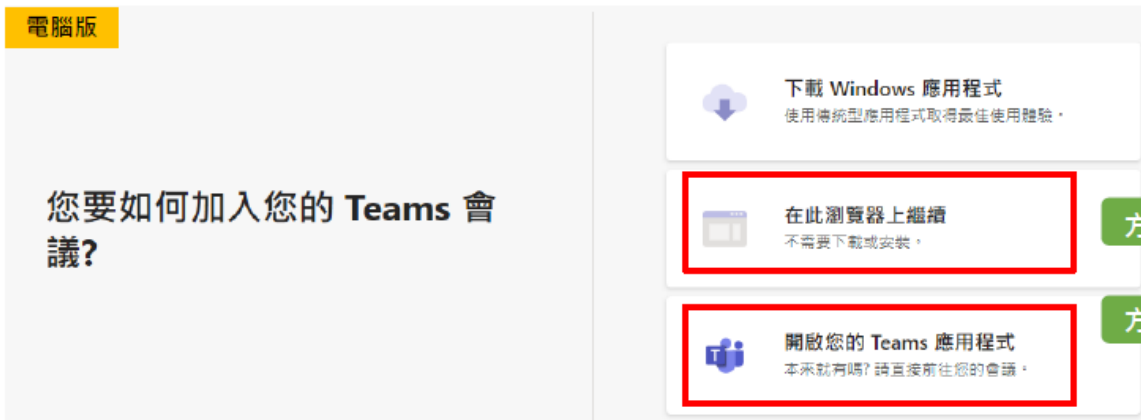 電腦版
您要如何加入您的 Teams 會
議?
下載 Windows 應用程式
使用傳統型應用程式取得最佳使用體驗。
在此瀏覽器上繼續
不需要下載或安裝。
方
開啟您的 Teams 應用程式
本來就有嗎? 請直接前往您的會議。
方